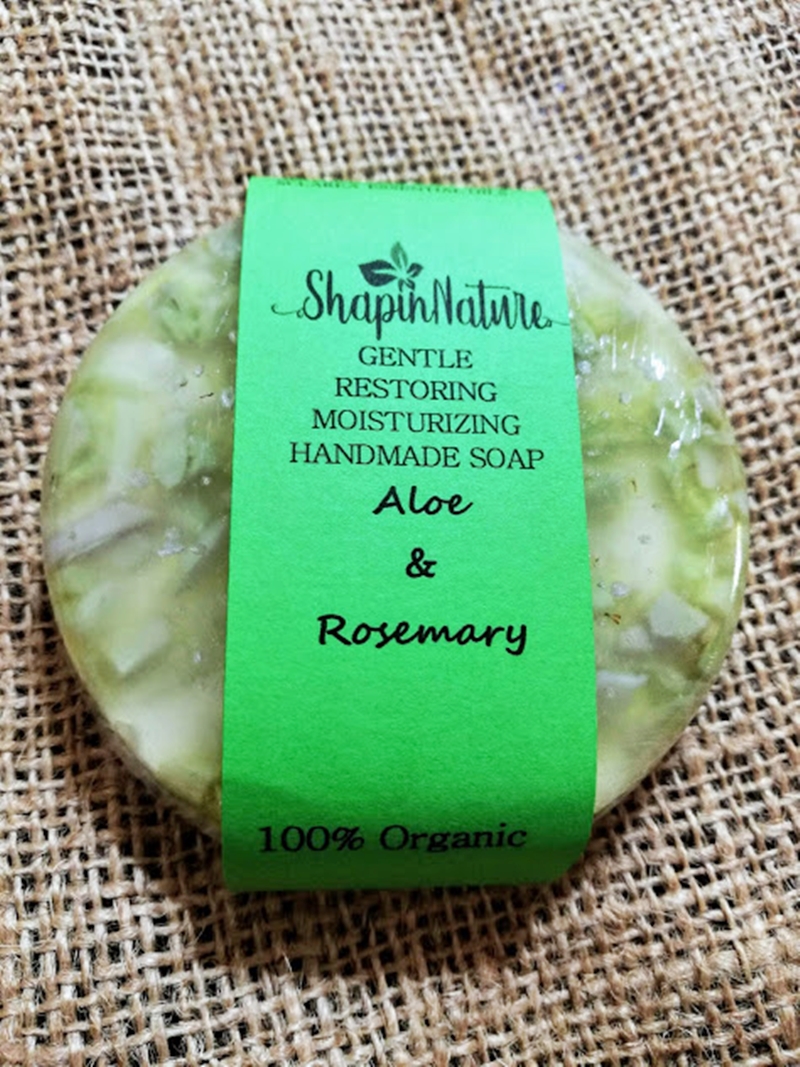 ShapinNature
GENTLE
RESTORING
MOISTURIZING
HANDMADE SOAP
Aloe
&
Rosemary
100% Organic